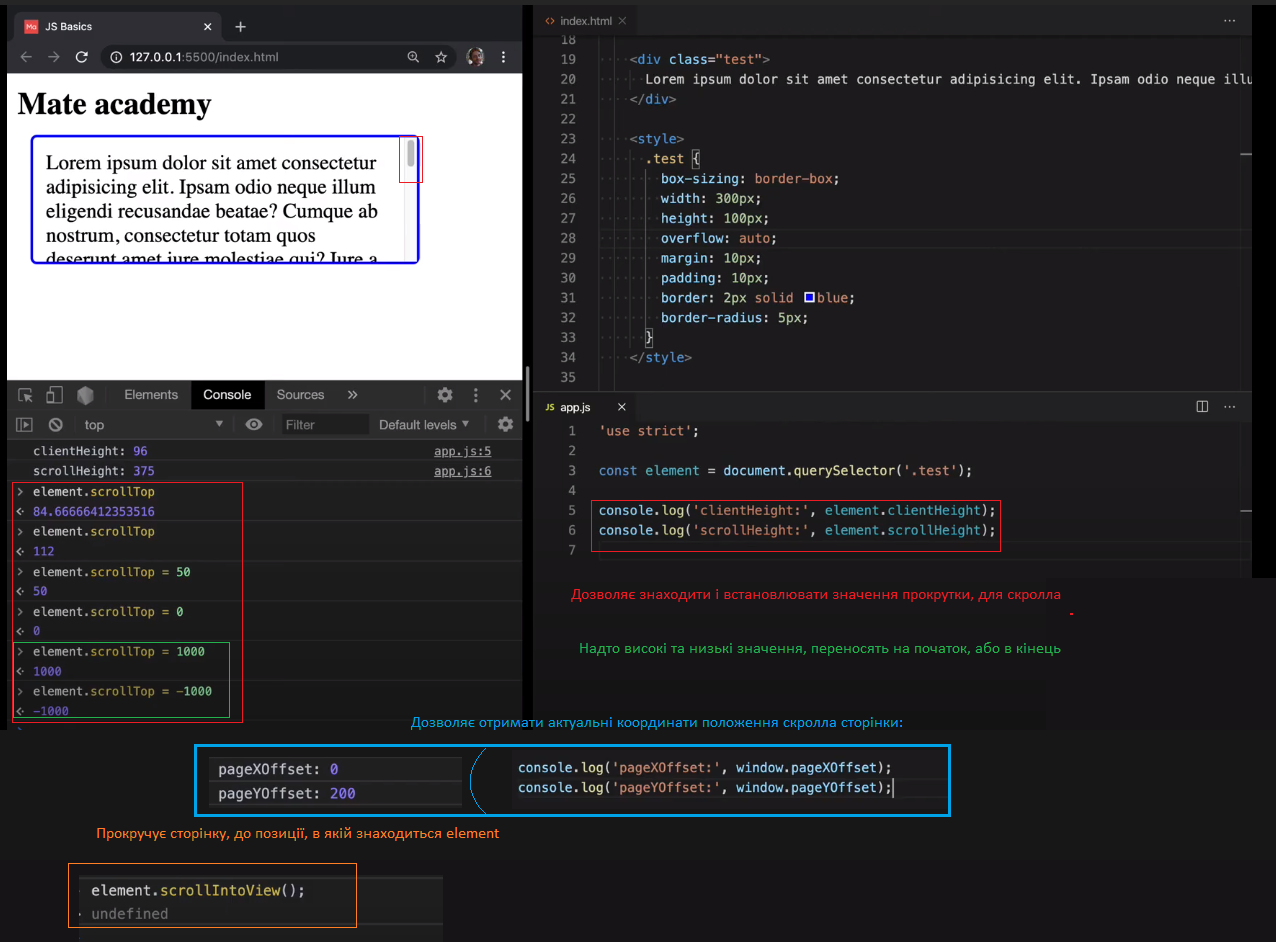 JS Basics
127.0.0.1:5500/index.html
Mate academy
Lorem ipsum dolor sit amet consectetur
adipisicing elit. Ipsam odio neque illum
eligendi recusandae beatae? Cumque ab
nostrum, consectetur totam quos
deserunt amet iure molestiae qui? Iure a
Elements Console Sources »
top Filter Default levels
clientHeight: 96 app.js:5
scrollHeight: 375 app.js:6
> element.scrollTop
84.66666412353516
> element.scrollTop
112
> element.scrollTop = 50
50
> element.scrollTop = 0
0
> element.scrollTop = 1000
1000
> element.scrollTop = -1000
-1000
index.html
18
19 <div class="test">
20 Lorem ipsum dolor sit amet consectetur adipisicing elit. Ipsam odio neque illu
21 </div>
22
23 <style>
24 .test {
25 box-sizing: border-box;
26 width: 300px;
27 height: 100px;
28 overflow: auto;
29 margin: 10px;
30 padding: 10px;
31 border: 2px solid blue;
32 border-radius: 5px;
33 }
34 </style>
35
JS app.js
1 'use strict';
2
3 const element = document.querySelector('.test');
4
5 console.log('clientHeight:', element.clientHeight);
6 console.log('scrollHeight:', element.scrollHeight);
7
Дозволяє знаходити і встановлювати значення прокрутки, для скролла
Надто високі та низькі значення, переносять на початок, або в кінець
Дозволяє отримати актуальні координати положення скролла сторінки:
pageXOffset: 0
pageYOffset: 200
console.log('pageXOffset:', window.pageXOffset);
console.log('pageYOffset:', window.pageYOffset);
Прокручує сторінку, до позиції, в якій знаходиться element
element.scrollIntoView();
undefined